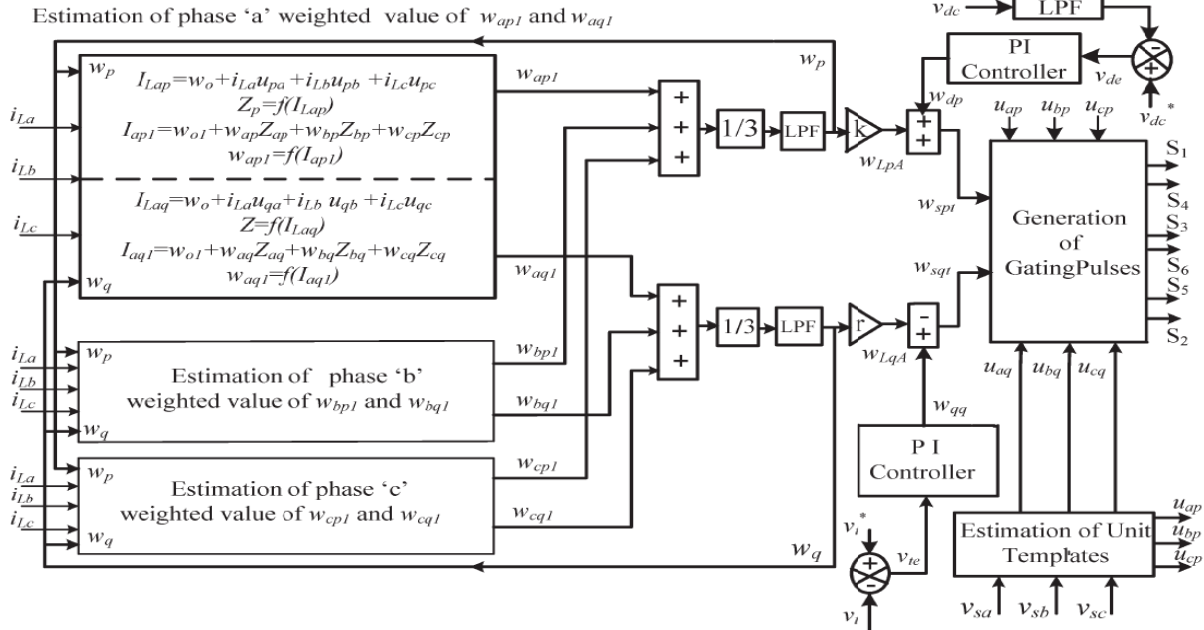 Estimation of phase ‘a’ weighted value of w_ap1 and w_aq1
v_dc
LPF
PI
Controller
v_de
v_dc*
w_dp
w_p
w_p
I_Lap=w_o+i_La u_pa+i_Lb u_pb +i_Lc u_pc
Z_p=f(I_Lap)
I_ap1=w_o1+w_ap Z_ap+w_bp Z_bp+w_cp Z_cp
w_ap1=f(I_ap1)
I_Laq=w_o+i_La u_qa+i_Lb u_qb +i_Lc u_qc
Z=f(I_Laq)
I_aq1=w_o1+w_aq Z_aq+w_bq Z_bq+w_cq Z_cq
w_aq1=f(I_aq1)
w_q
i_La
i_Lb
i_Lc
w_ap1
w_aq1
+
+
+
1/3
LPF
k
w_LpA
+
+
w_spt
u_ap u_bp u_cp
Generation
of
GatingPulses
S_1
S_4
S_3
S_6
S_5
S_2
w_sqt
+
+
+
1/3
LPF
r
w_LqA
-
+
w_qq
u_aq u_bq u_cq
i_La
i_Lb
i_Lc
w_p
w_q
Estimation of phase ‘b’
weighted value of w_bp1 and w_bq1
w_bp1
w_bq1
P I
Controller
i_La
i_Lb
i_Lc
w_p
w_q
Estimation of phase ‘c’
weighted value of w_cp1 and w_cq1
w_cp1
w_cq1
w_q
v_t*
v_te
v_t
Estimation of Unit
Templates
u_ap
u_bp
u_cp
v_sa v_sb v_sc